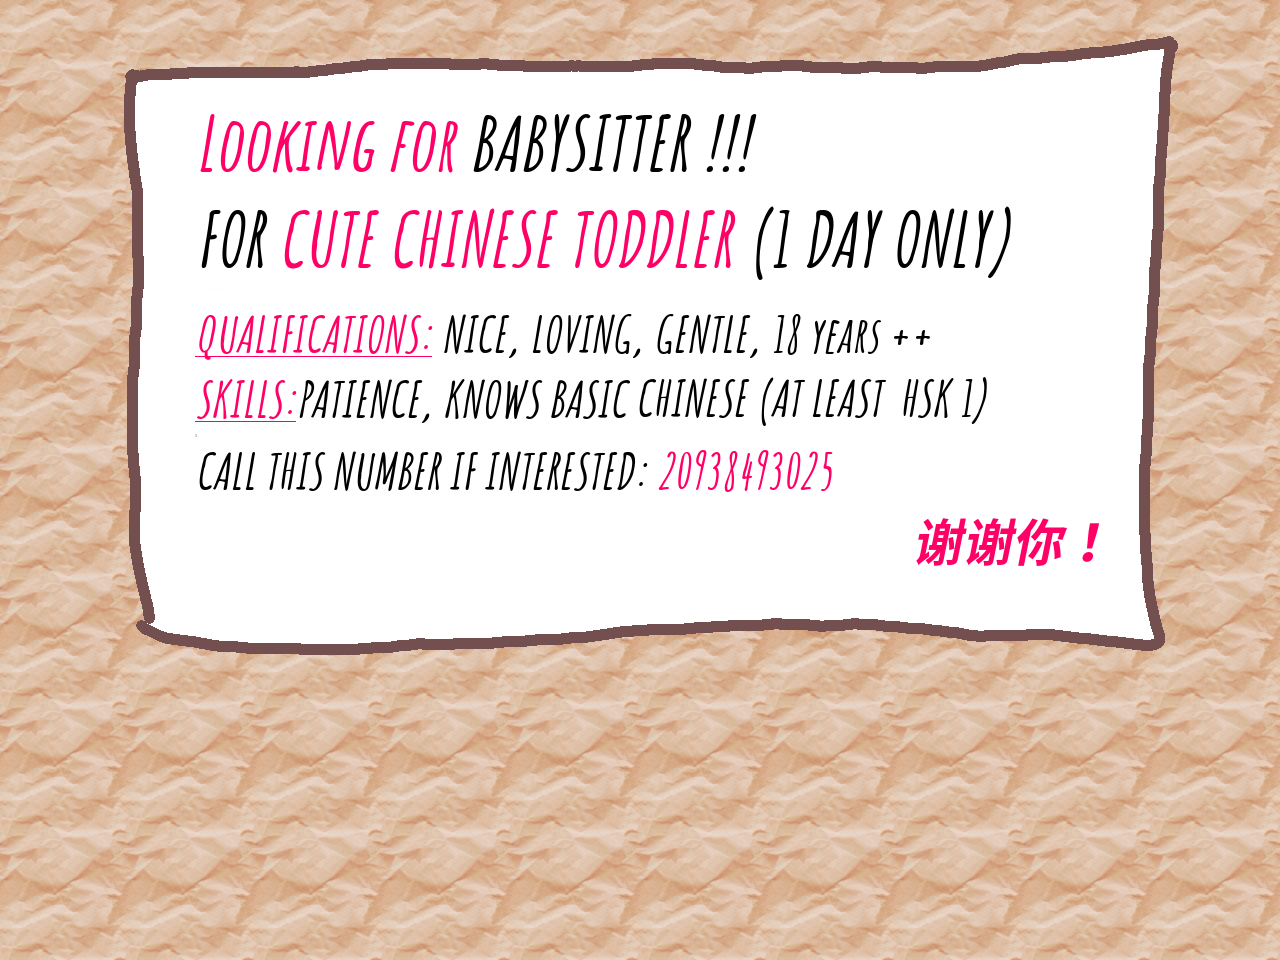 Looking for BABYSITTER !!!
FOR CUTE CHINESE TODDLER (1 DAY ONLY)
QUALIFICATIONS: NICE, LOVING, GENTLE, 18 YEARS ++
SKILLS:PATIENCE, KNOWS BASIC CHINESE (AT LEAST HSK 1)
CALL THIS NUMBER IF INTERESTED: 20938493025
谢谢你！